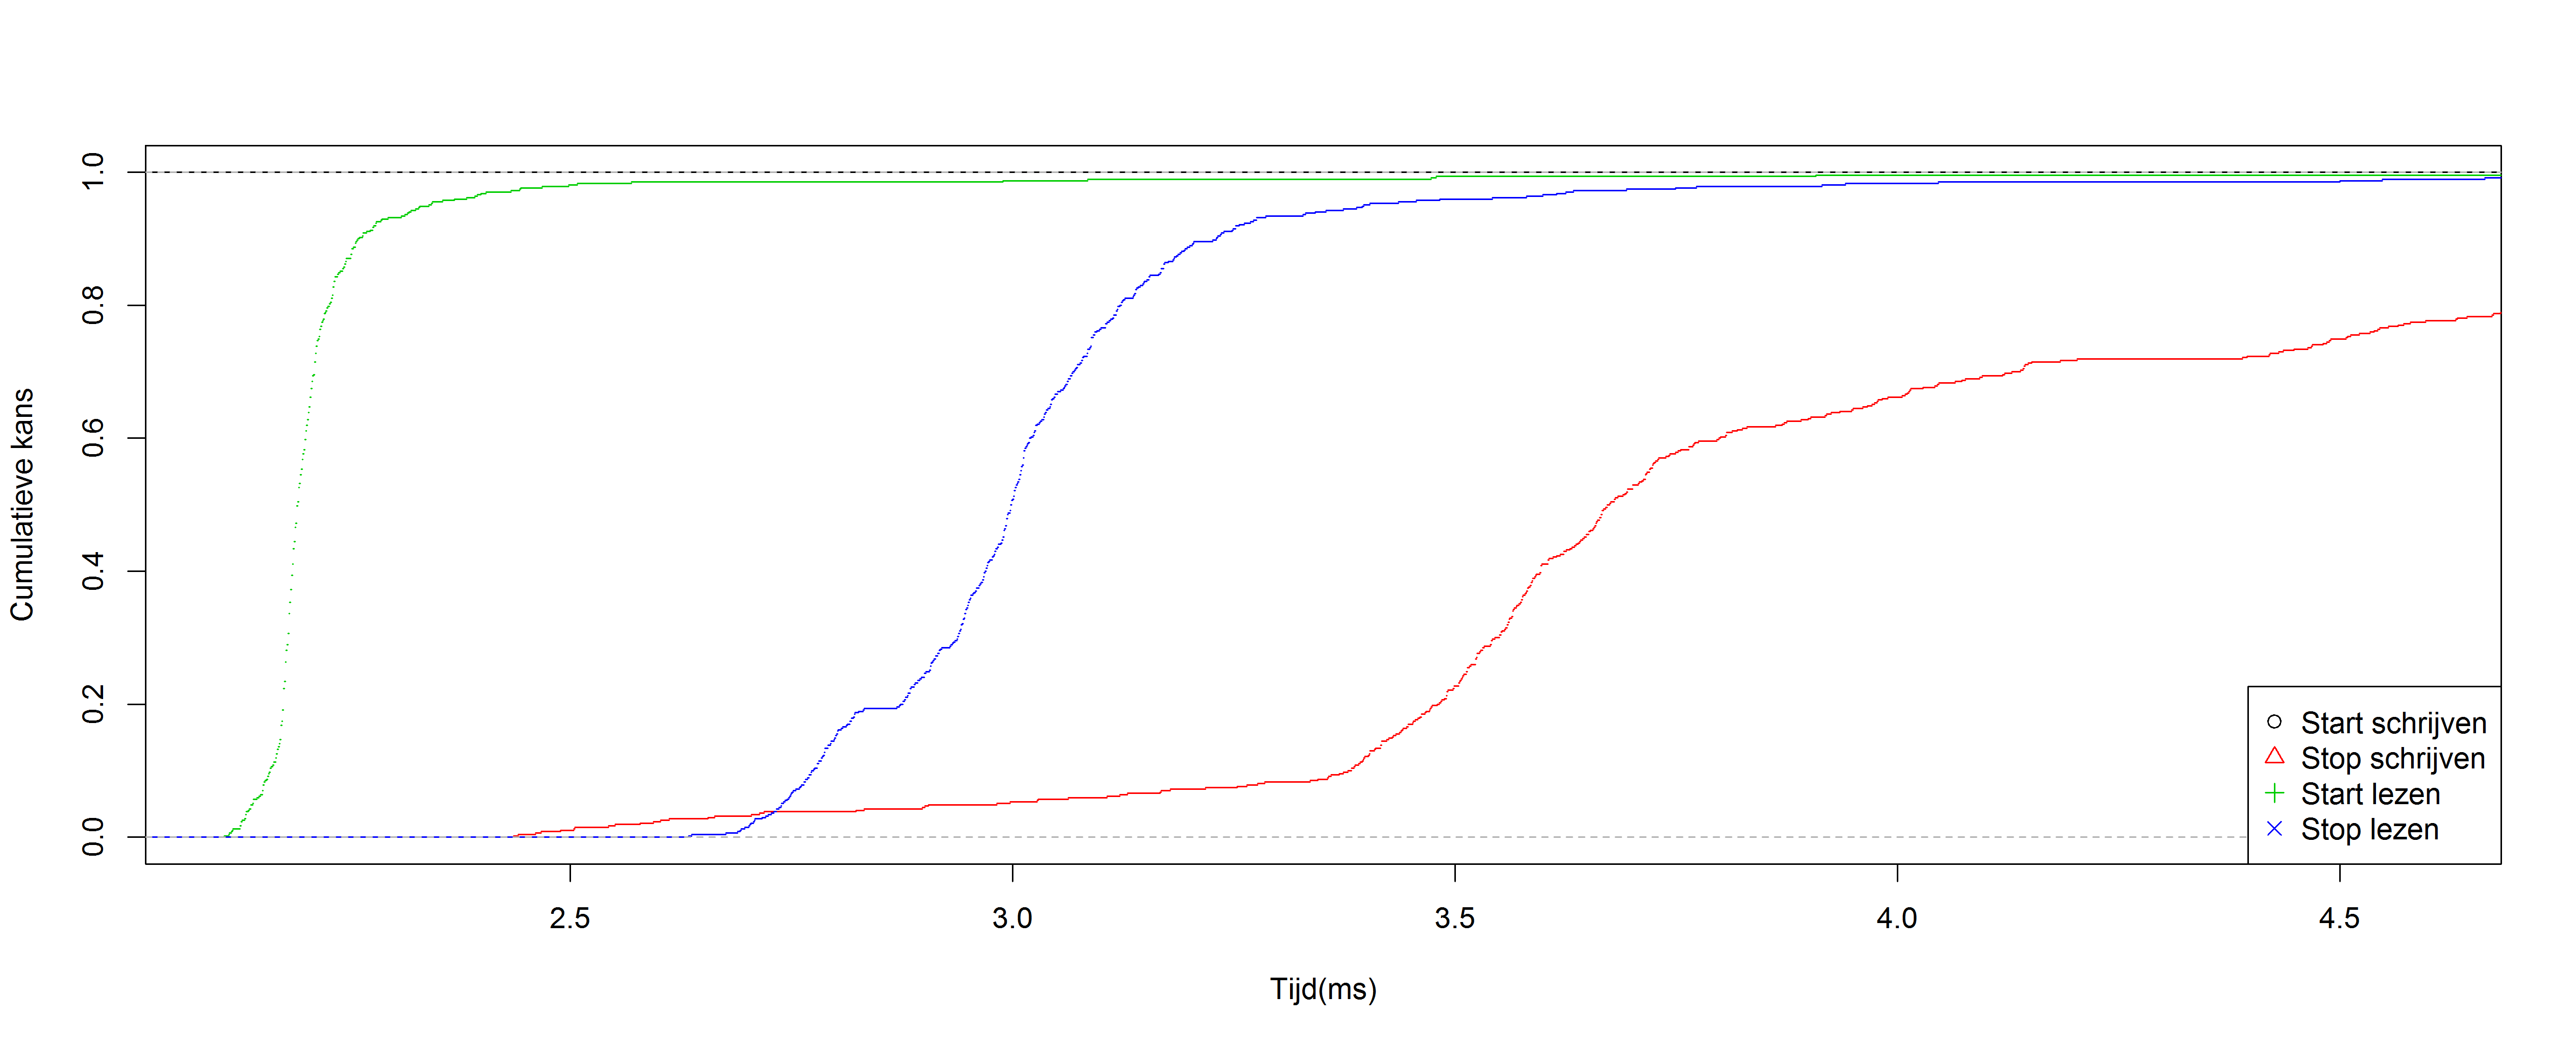 1.0
0.8
0.6
0.4
0.2
0.0
Cumulatieve kans
2.5 3.0 3.5 4.0 4.5
Tijd(ms)
Start schrijven
Stop schrijven
Start lezen
Stop lezen